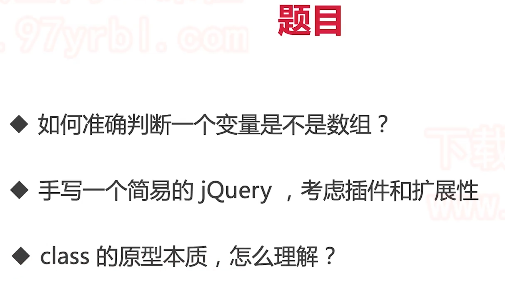 .97yrbl.com
题目
◆ 如何准确判断一个变量是不是数组？
下载
◆ 手写一个简易的 jQuery ，考虑插件和扩展性
www.
◆ class 的原型本质，怎么理解？